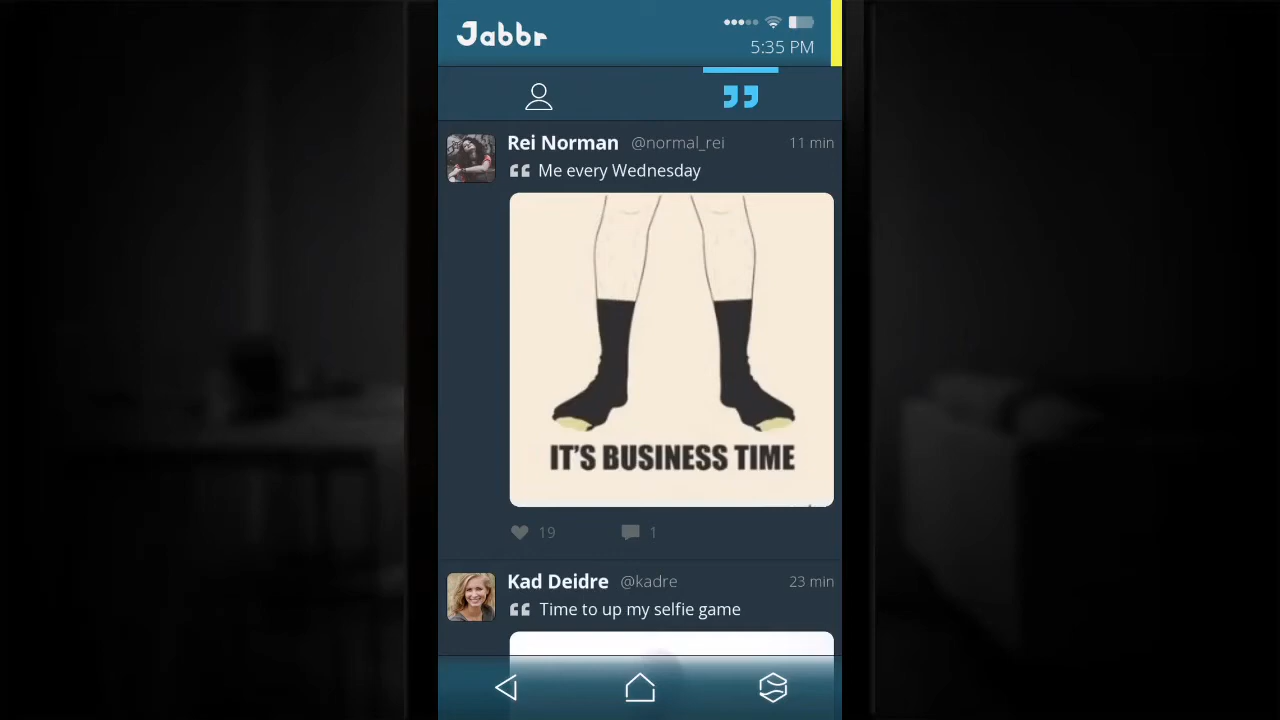 Jabbr
5:35 PM
Rei Norman @normal_rei 11 min
Me every Wednesday
IT'S BUSINESS TIME
19 1
Kad Deidre @kadre 23 min
Time to up my selfie game